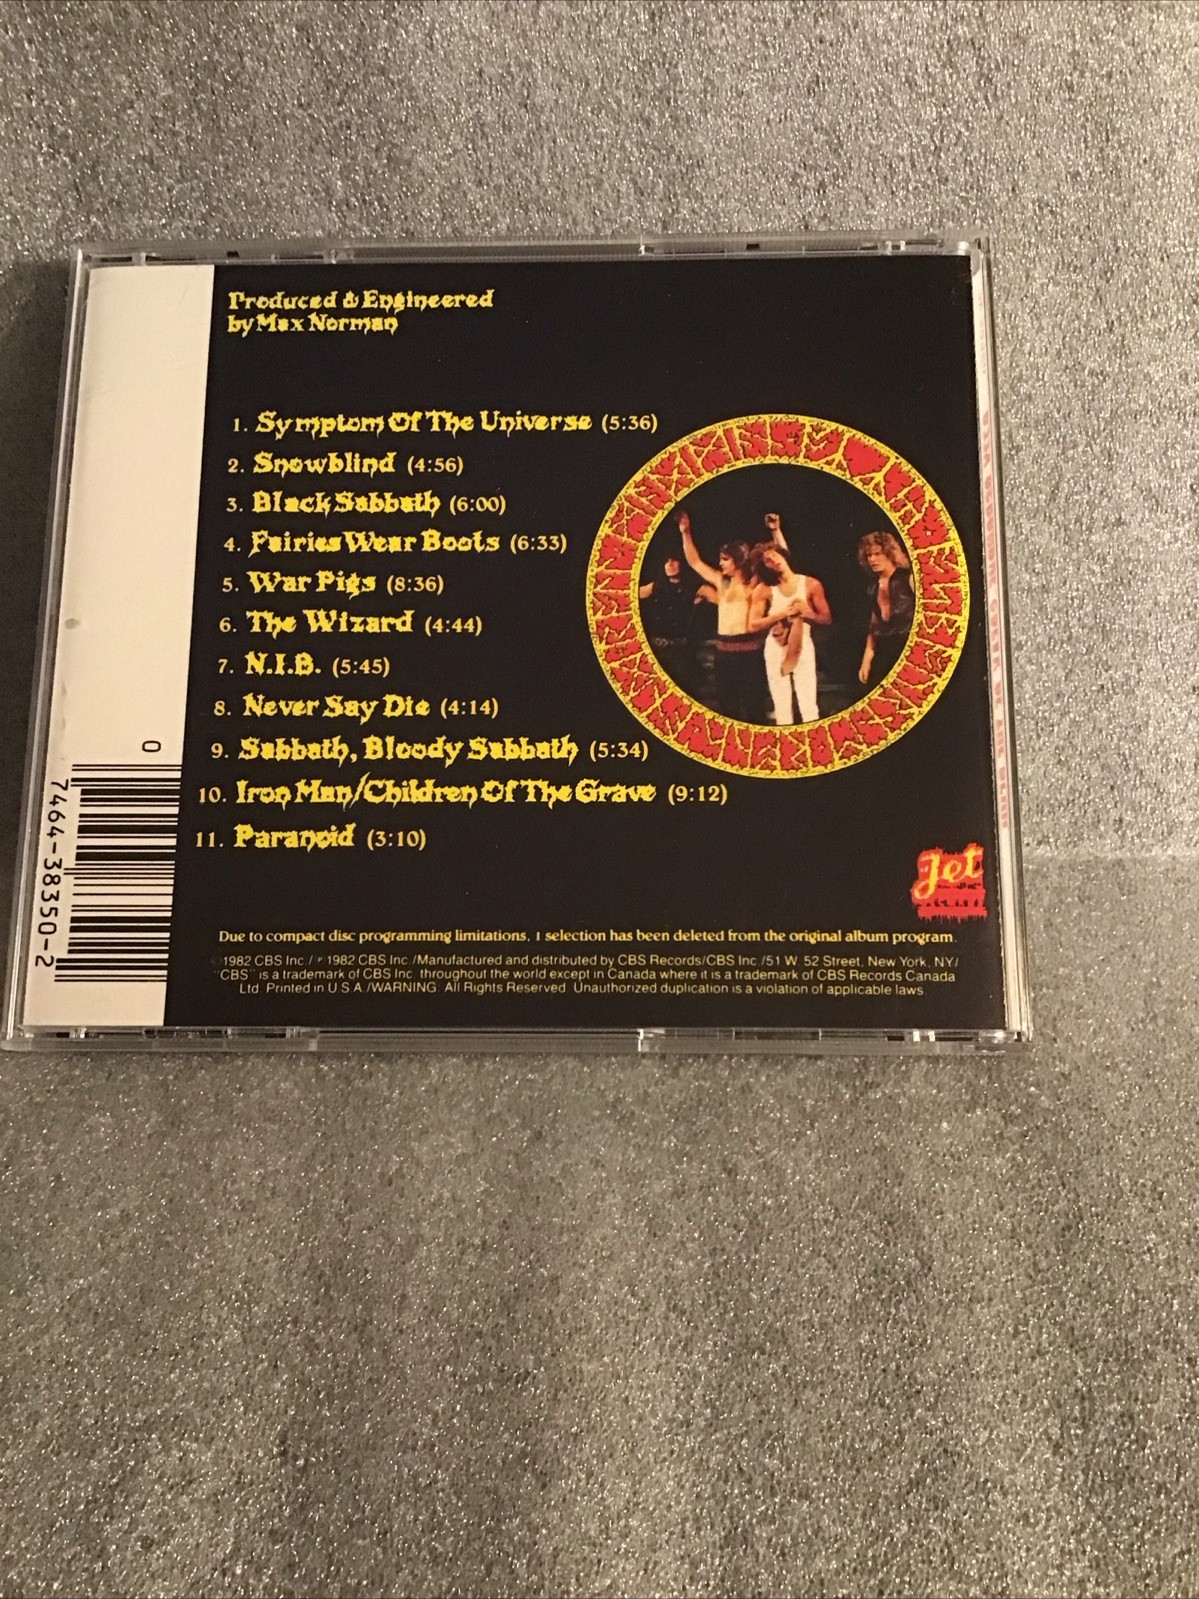 Produced & Engineered
by Max Norman
1. Symptom Of The Universe (5:36)
2. Snowblind (4:56)
3. Black Sabbath (6:00)
4. Fairies Wear Boots (6:33)
5. War Pigs (8:36)
6. The Wizard (4:44)
7. N.I.B. (5:45)
8. Never Say Die (4:14)
9. Sabbath, Bloody Sabbath (5:34)
10. Iron Man/Children Of The Grave (9:12)
11. Paranoid (3:10)
Jet
Due to compact disc programming limitations, 1 selection has been deleted from the original album program.
© 1982 CBS Inc./ ℗ 1982 CBS Inc./Manufactured and distributed by CBS Records/CBS Inc./51 W. 52 Street, New York, NY/
"CBS" is a trademark of CBS Inc. throughout the world except in Canada where it is a trademark of CBS Records Canada
Ltd. Printed in U.S.A./WARNING: All Rights Reserved. Unauthorized duplication is a violation of applicable laws.
0
7464-38350-2